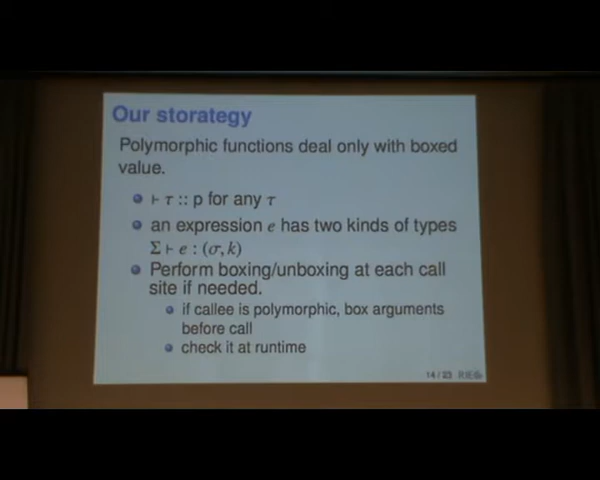 Our storategy
Polymorphic functions deal only with boxed
value.
⊢ τ :: p for any τ
an expression e has two kinds of types
Σ ⊢ e : (σ, k)
Perform boxing/unboxing at each call
site if needed.
if callee is polymorphic, box arguments
before call
check it at runtime
14 / 23